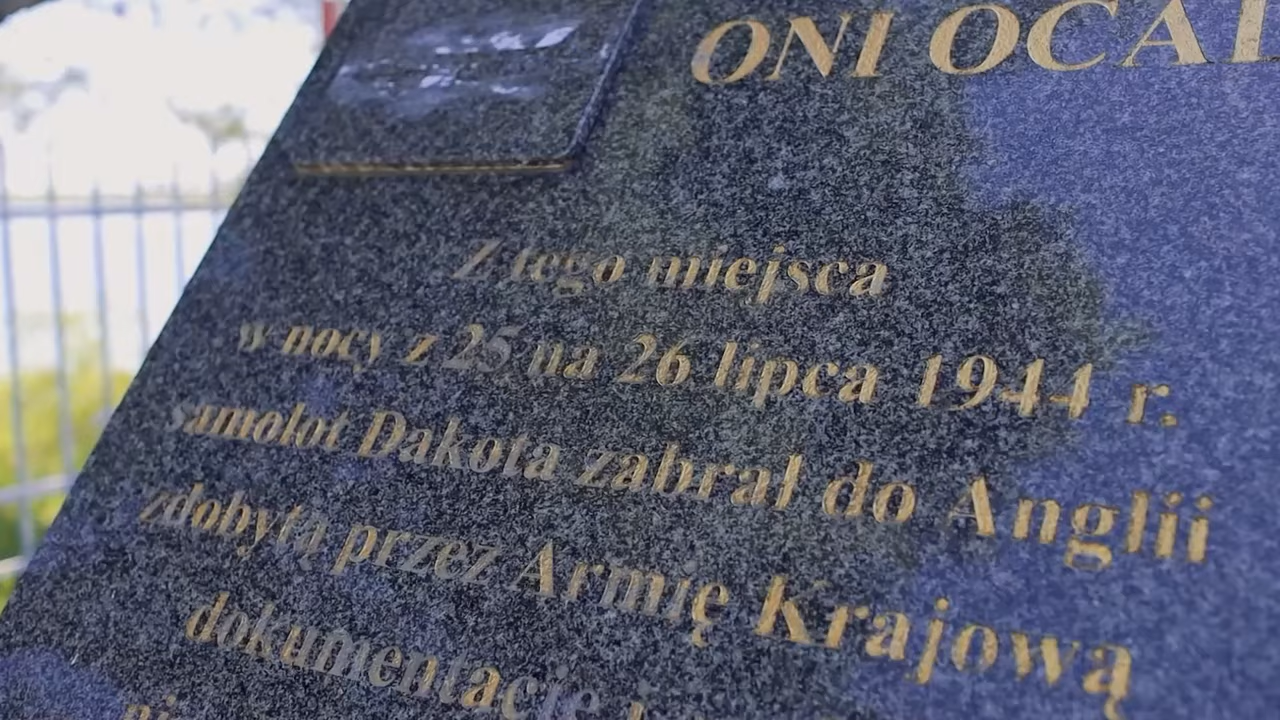 ONI OCAL
Z tego miejsca
w nocy z 25 na 26 lipca 1944 r.
samolot Dakota zabrał do Anglii
zdobytą przez Armię Krajową
dokumentację